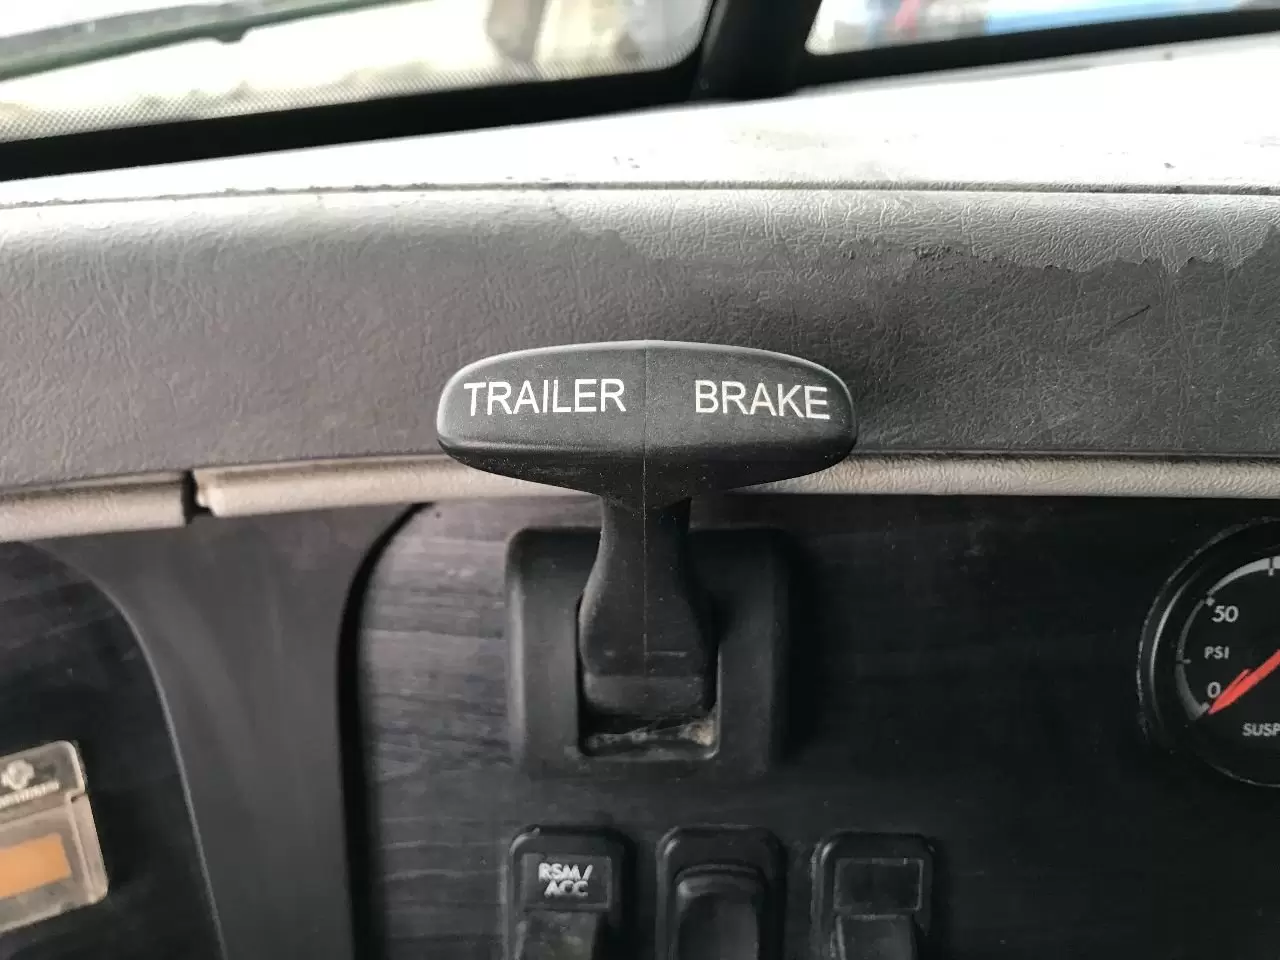 TRAILER BRAKE
50
PSI
0
SUSP
RSM/
ACC